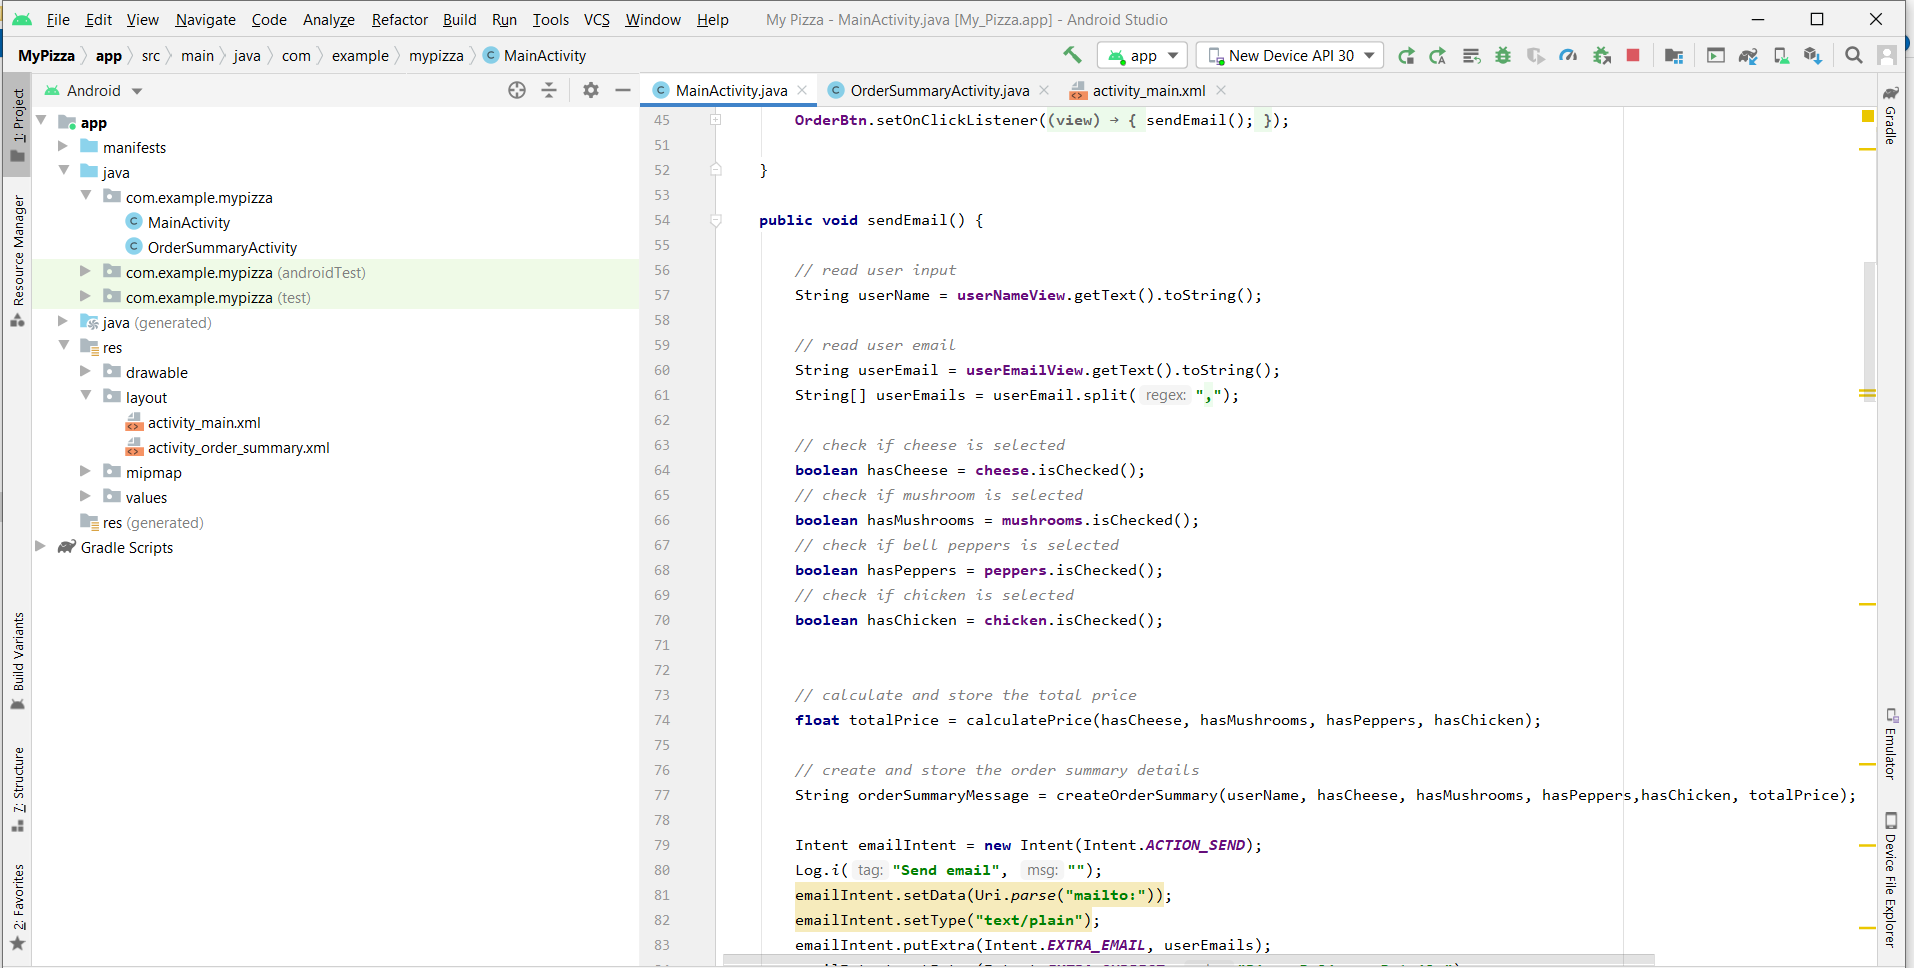 File Edit View Navigate Code Analyze Refactor Build Run Tools VCS Window Help My Pizza - MainActivity.java [My_Pizza.app] - Android Studio
MyPizza app src main java com example mypizza C MainActivity app New Device API 30
Android
MainActivity.java OrderSummaryActivity.java activity_main.xml
1: Project
Resource Manager
Build Variants
7: Structure
2: Favorites
app
manifests
java
com.example.mypizza
C MainActivity
C OrderSummaryActivity
com.example.mypizza (androidTest)
com.example.mypizza (test)
java (generated)
res
drawable
layout
activity_main.xml
activity_order_summary.xml
mipmap
values
res (generated)
Gradle Scripts
45 OrderBtn.setOnClickListener((view) → { sendEmail(); });
51
52 }
53
54 public void sendEmail() {
55
56 // read user input
57 String userName = userNameView.getText().toString();
58
59 // read user email
60 String userEmail = userEmailView.getText().toString();
61 String[] userEmails = userEmail.split( regex: ",");
62
63 // check if cheese is selected
64 boolean hasCheese = cheese.isChecked();
65 // check if mushroom is selected
66 boolean hasMushrooms = mushrooms.isChecked();
67 // check if bell peppers is selected
68 boolean hasPeppers = peppers.isChecked();
69 // check if chicken is selected
70 boolean hasChicken = chicken.isChecked();
71
72
73 // calculate and store the total price
74 float totalPrice = calculatePrice(hasCheese, hasMushrooms, hasPeppers, hasChicken);
75
76 // create and store the order summary details
77 String orderSummaryMessage = createOrderSummary(userName, hasCheese, hasMushrooms, hasPeppers,hasChicken, totalPrice);
78
79 Intent emailIntent = new Intent(Intent.ACTION_SEND);
80 Log.i( tag: "Send email", msg: "");
81 emailIntent.setData(Uri.parse("mailto:"));
82 emailIntent.setType("text/plain");
83 emailIntent.putExtra(Intent.EXTRA_EMAIL, userEmails);
Gradle
Emulator
Device File Explorer